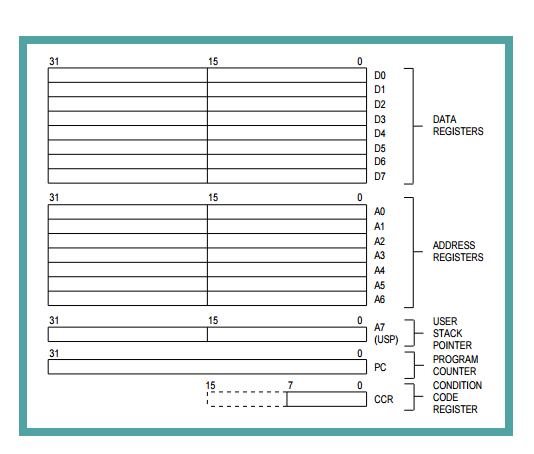 31 15 0
D0
D1
D2
D3
D4
D5
D6
D7
DATA
REGISTERS
31 15 0
A0
A1
A2
A3
A4
A5
A6
ADDRESS
REGISTERS
31 15 0
A7
(USP)
USER
STACK
POINTER
31 0
PC
PROGRAM
COUNTER
15 7 0
CCR
CONDITION
CODE
REGISTER